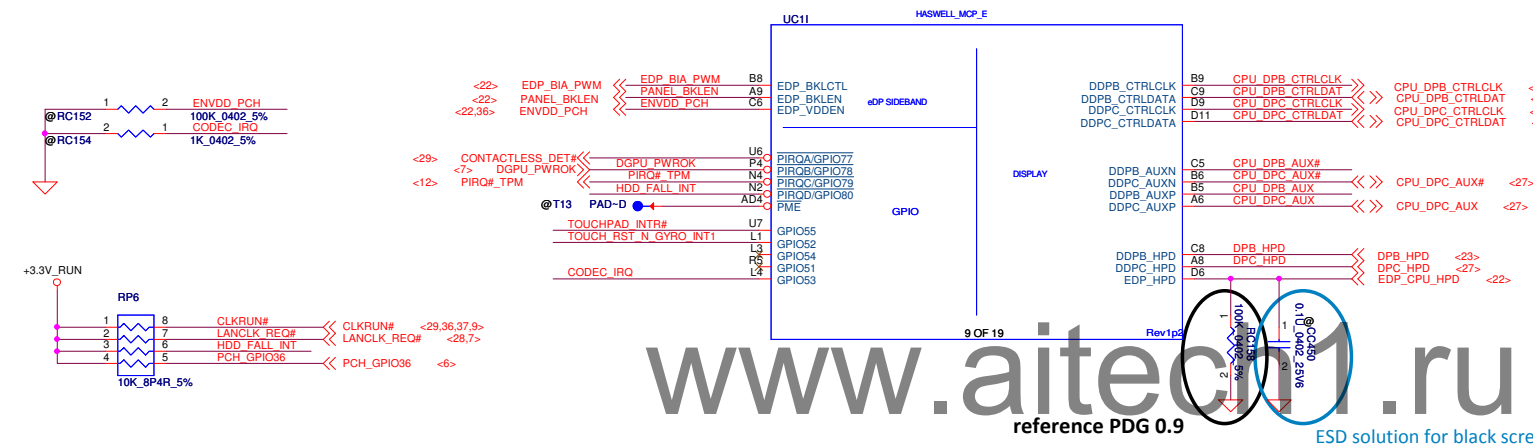 HASWELL_MCP_E
UC1I
<22> EDP_BIA_PWM EDP_BIA_PWM B8 EDP_BKLCTL
<22> PANEL_BKLEN PANEL_BKLEN A9 EDP_BKLEN
<22,36> ENVDD_PCH ENVDD_PCH C6 EDP_VDDEN
eDP SIDEBAND
DDPB_CTRLCLK B9 CPU_DPB_CTRLCLK CPU_DPB_CTRLCLK
DDPB_CTRLDATA C9 CPU_DPB_CTRLDAT CPU_DPB_CTRLDAT
DDPC_CTRLCLK D9 CPU_DPC_CTRLCLK CPU_DPC_CTRLCLK
DDPC_CTRLDATA D11 CPU_DPC_CTRLDAT CPU_DPC_CTRLDAT
1 2 ENVDD_PCH
@RC152 100K_0402_5%
2 1 CODEC_IRQ
@RC154 1K_0402_5%
<29> CONTACTLESS_DET# U6 PIRQA/GPIO77
<7> DGPU_PWROK DGPU_PWROK P4 PIRQB/GPIO78
<12> PIRQ#_TPM PIRQ#_TPM N4 PIRQC/GPIO79
HDD_FALL_INT N2 PIRQD/GPIO80
@T13 PAD~D AD4 PME
GPIO
DISPLAY
DDPB_AUXN C5 CPU_DPB_AUX#
DDPC_AUXN B6 CPU_DPC_AUX# CPU_DPC_AUX# <27>
DDPB_AUXP B5 CPU_DPB_AUX
DDPC_AUXP A6 CPU_DPC_AUX CPU_DPC_AUX <27>
TOUCHPAD_INTR# U7 GPIO55
TOUCH_RST_N_GYRO_INT1 L1 GPIO52
L3 GPIO54
R5 GPIO51
CODEC_IRQ L4 GPIO53
DDPB_HPD C8 DPB_HPD DPB_HPD <23>
DDPC_HPD A8 DPC_HPD DPC_HPD <27>
EDP_HPD D6 EDP_CPU_HPD <22>
+3.3V_RUN
RP6
1 8 CLKRUN# CLKRUN# <29,36,37,9>
2 7 LANCLK_REQ# LANCLK_REQ# <28,7>
3 6 HDD_FALL_INT
4 5 PCH_GPIO36 PCH_GPIO36 <6>
10K_8P4R_5%
9 OF 19
Rev1p2
1 2
RC158
100K_0402_5%
1 2
@CC450
0.1U_0402_25V6
www.aitech1.ru
reference PDG 0.9
ESD solution for black scre